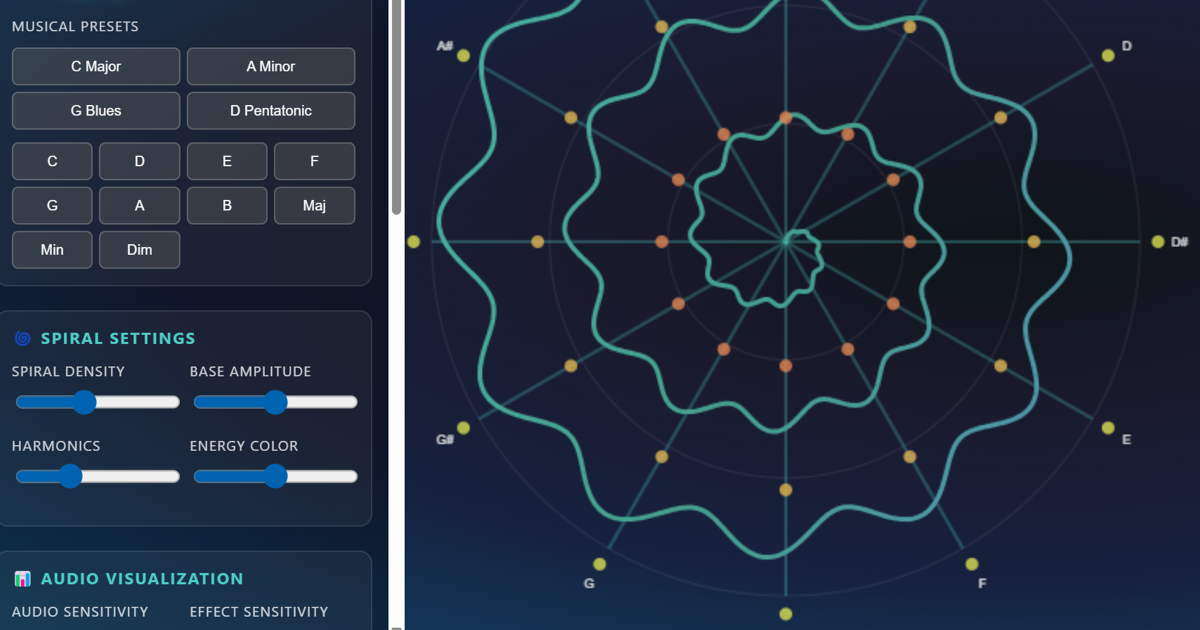 MUSICAL PRESETS
C Major
A Minor
G Blues
D Pentatonic
C
D
E
F
G
A
B
Maj
Min
Dim
SPIRAL SETTINGS
SPIRAL DENSITY
BASE AMPLITUDE
HARMONICS
ENERGY COLOR
AUDIO VISUALIZATION
AUDIO SENSITIVITY
EFFECT SENSITIVITY
A#
D
D#
G#
E
G
F